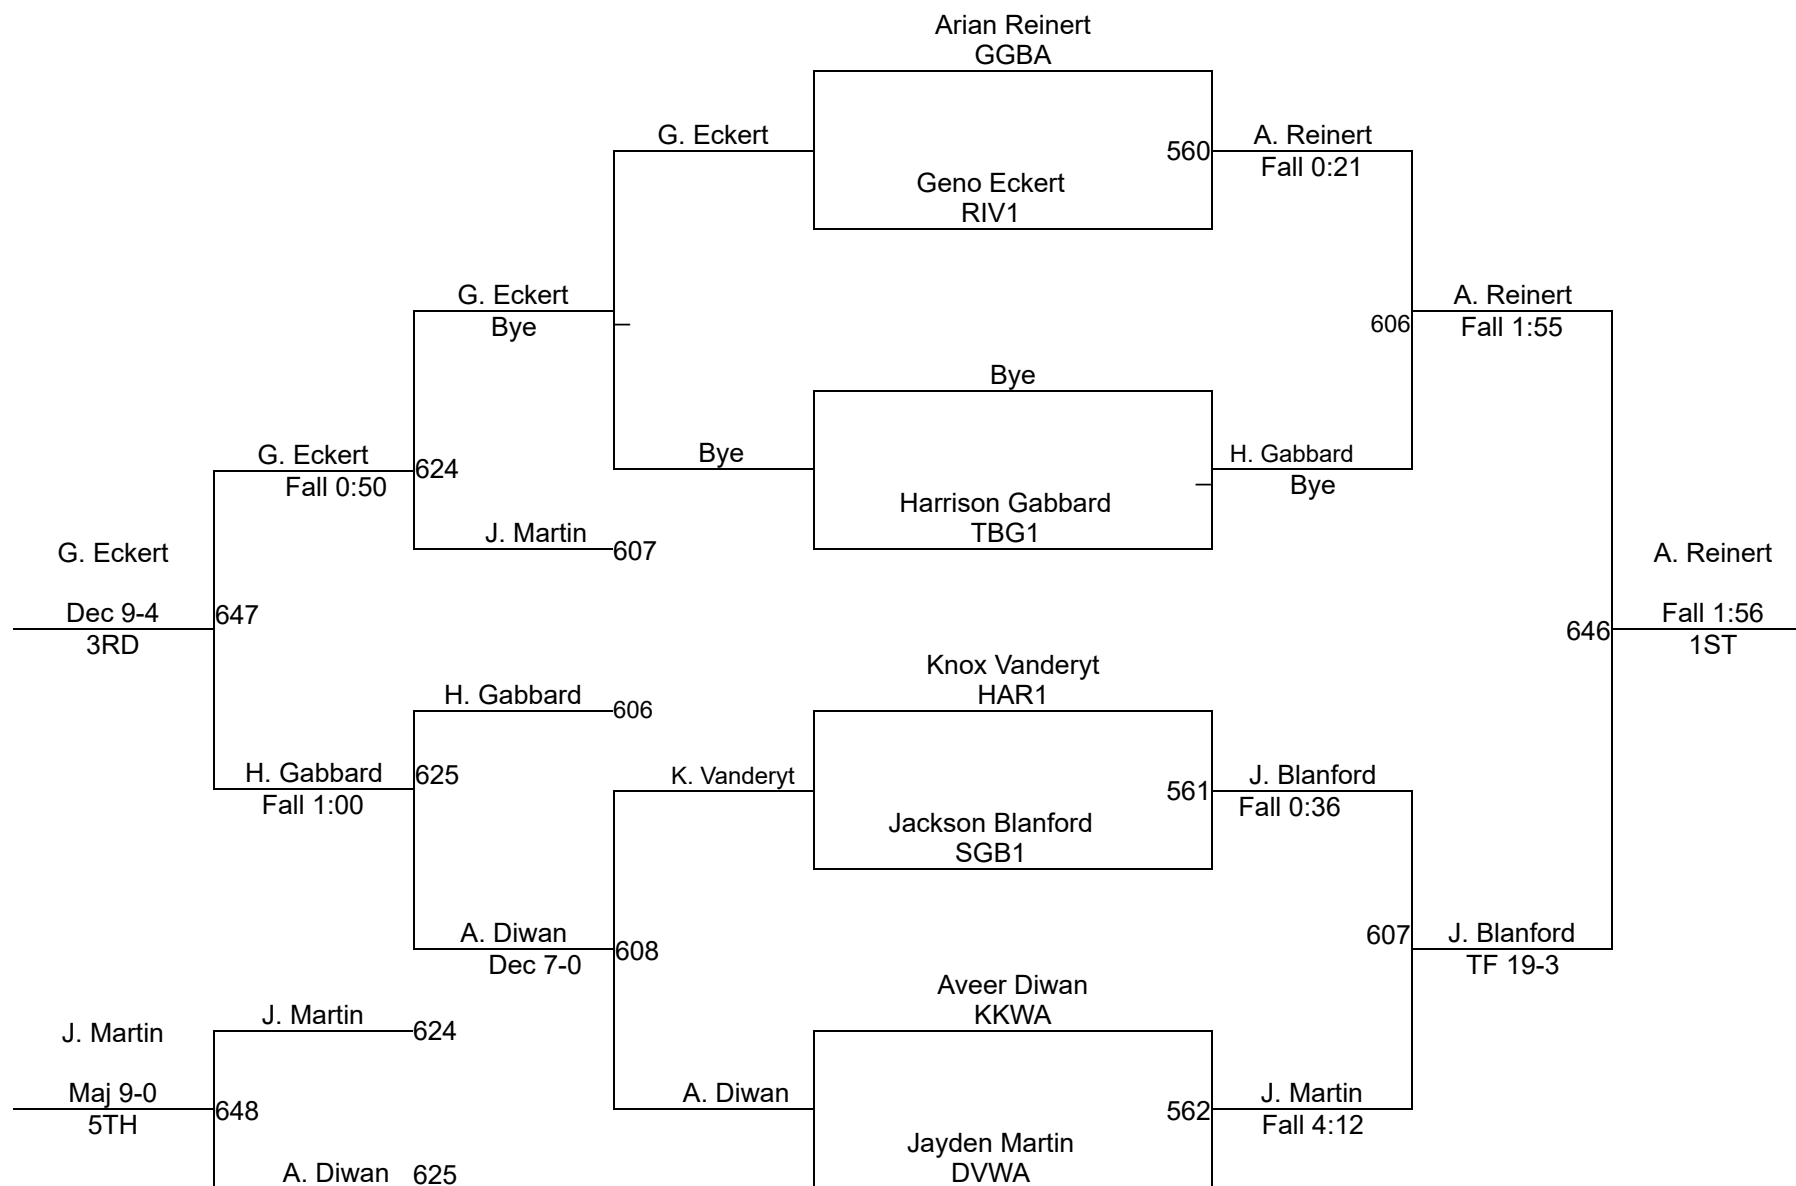 Arian Reinert
GGBA
G. Eckert
560
A. Reinert
Fall 0:21
Geno Eckert
RIV1
G. Eckert
Bye
606
A. Reinert
Fall 1:55
Bye
G. Eckert
Fall 0:50
624
Bye
H. Gabbard
Bye
Harrison Gabbard
TBG1
J. Martin
607
G. Eckert
Dec 9-4
3RD
647
A. Reinert
646
Fall 1:56
1ST
Knox Vanderyt
HAR1
H. Gabbard
606
H. Gabbard
Fall 1:00
625
K. Vanderyt
561
J. Blanford
Fall 0:36
Jackson Blanford
SGB1
A. Diwan
Dec 7-0
608
607
J. Blanford
TF 19-3
Aveer Diwan
KKWA
J. Martin
624
J. Martin
Maj 9-0
5TH
648
A. Diwan
562
J. Martin
Fall 4:12
Jayden Martin
DVWA
A. Diwan
625